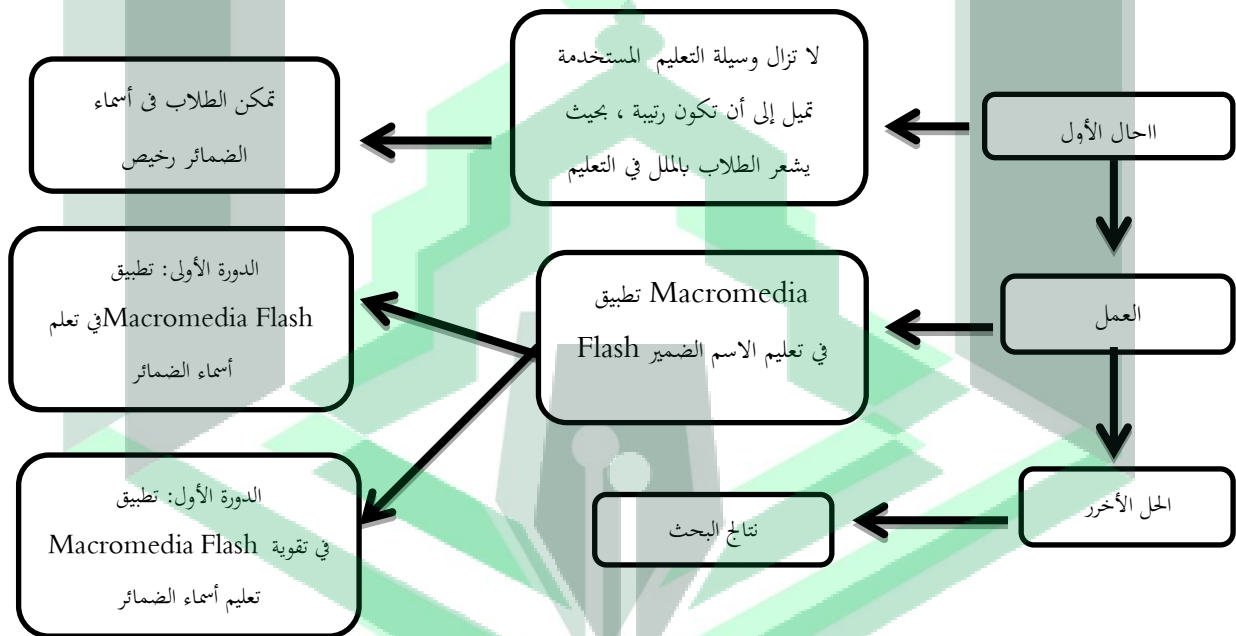 ااحال الأول
لا تزال وسيلة التعليم المستخدمة
تميل إلى أن تكون رتيبة ، بحيث
يشعر الطلاب بالملل في التعليم
تمكن الطلاب فى أسماء
الضمائر رخيص
العمل
Macromedia تطبيق
في تعليم الاسم الضمير Flash
الدورة الأولى: تطبيق
Macromedia Flashفي تعلم
أسماء الضمائر
الدورة الأول: تطبيق
في تقوية Macromedia Flash
تعليم أسماء الضمائر
الحل الأخرر
نتالج البحث